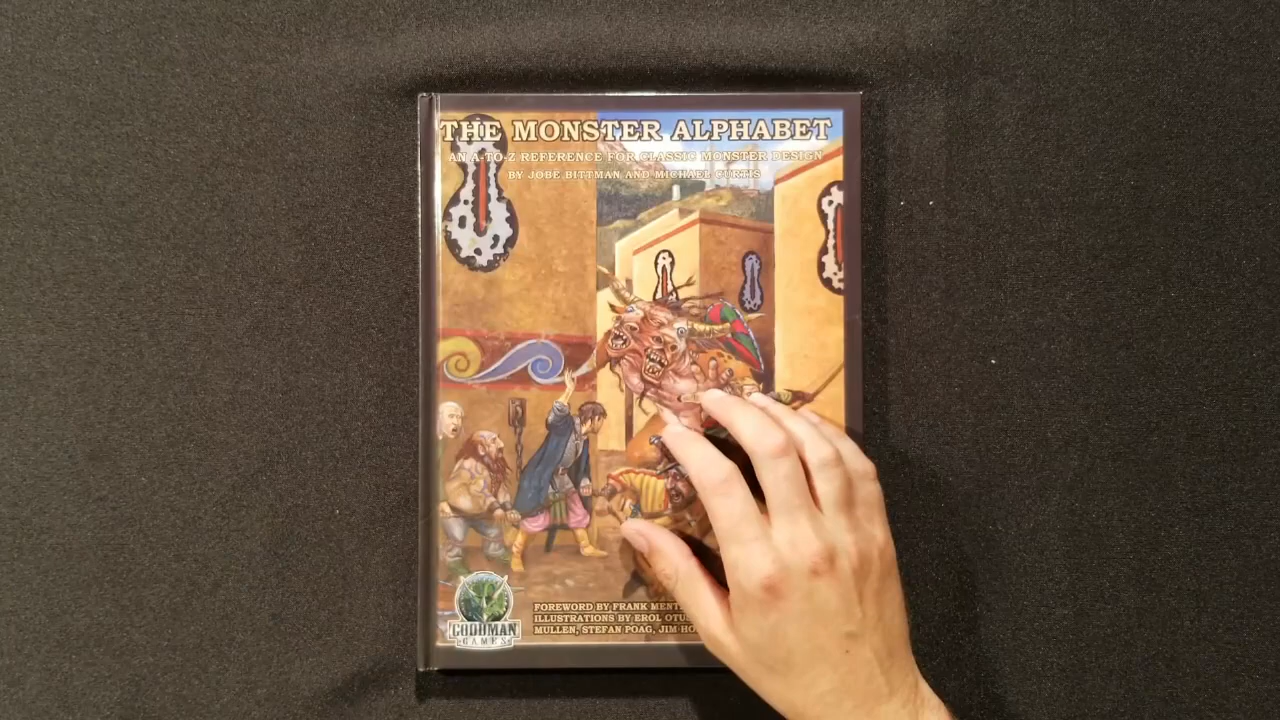 THE MONSTER ALPHABET
AN A-TO-Z REFERENCE FOR CLASSIC MONSTER DESIGN
BY JOBE BITTMAN AND MICHAEL CURTIS
FOREWORD BY FRANK
ILLUSTRATIONS BY EROL
MULLEN, STEFAN POAG, JIM
GOODMAN
GAMES